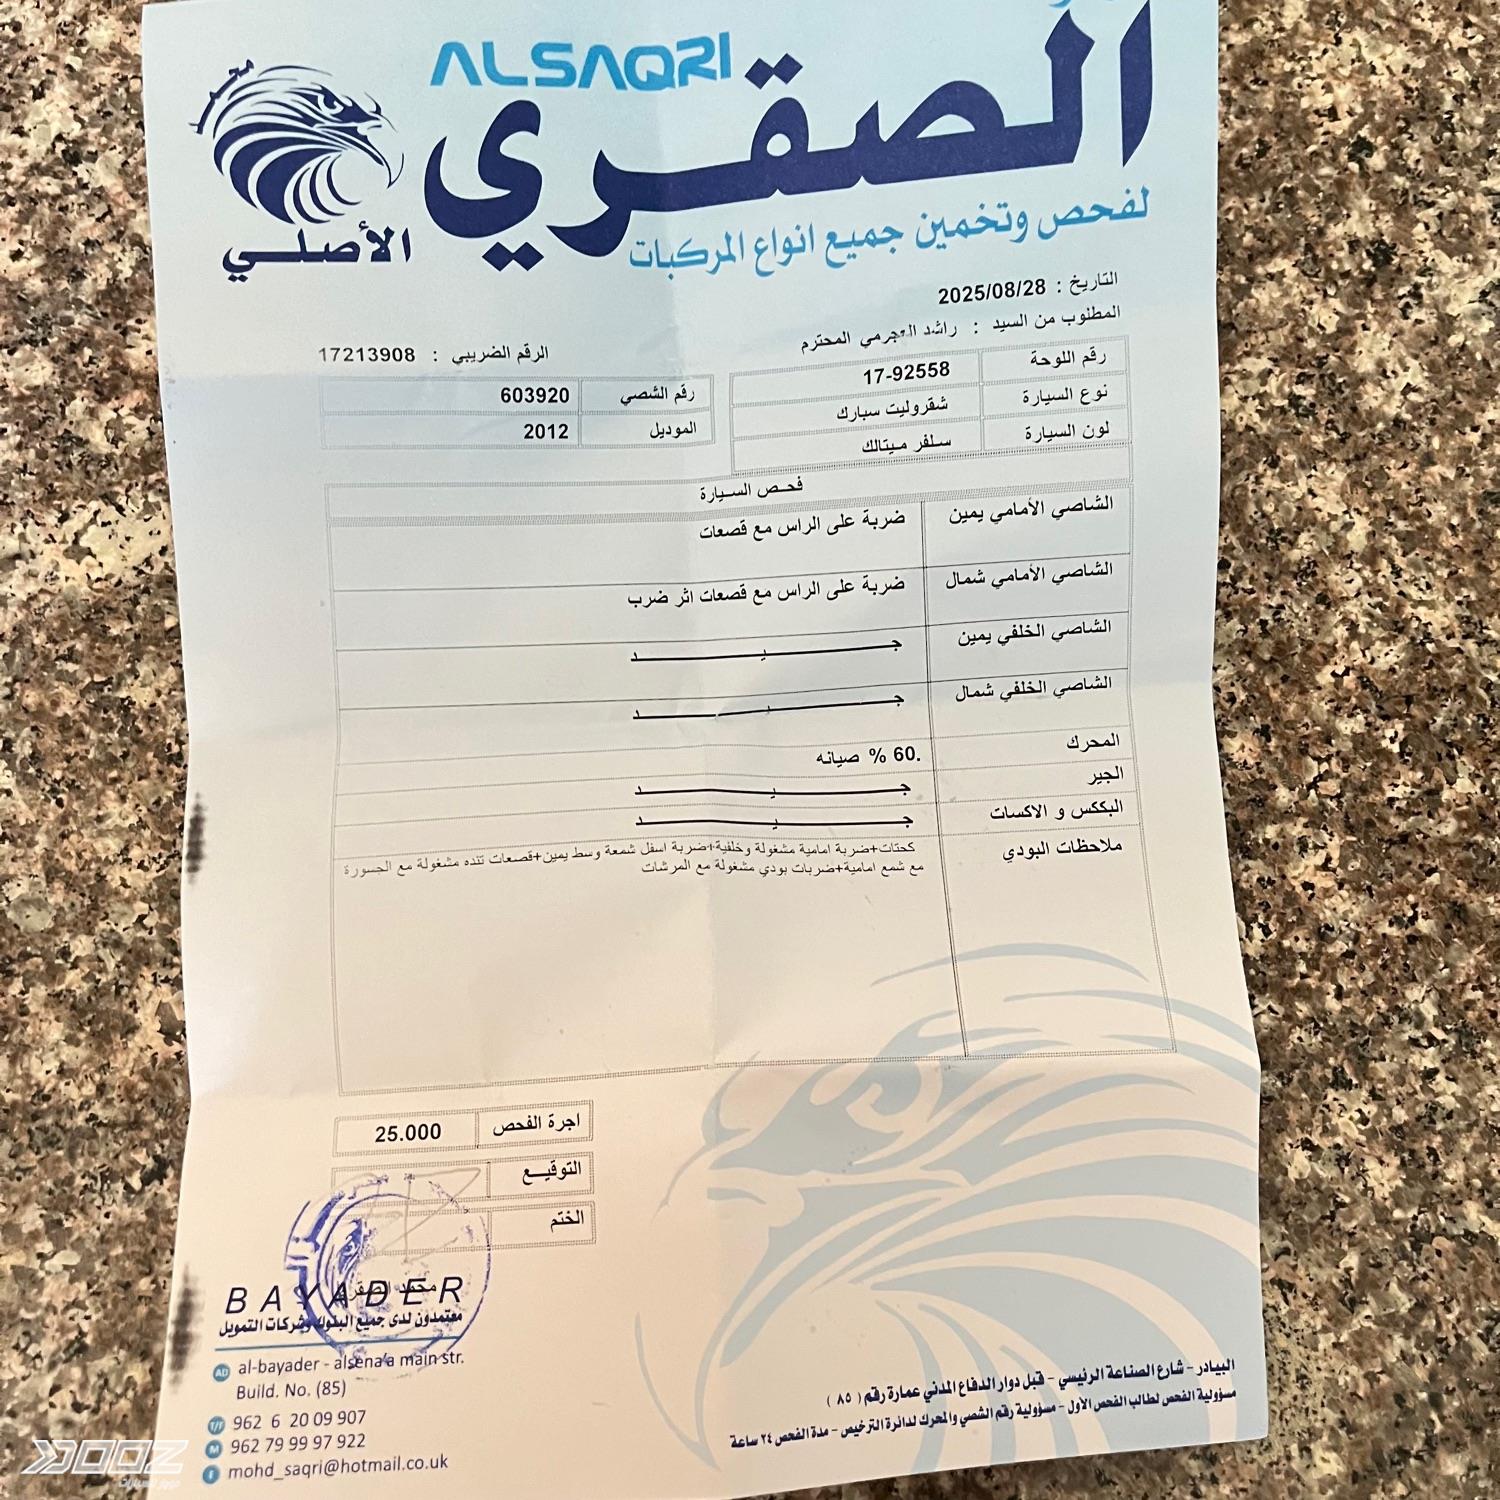 ALSAQRI
الصقري
الأصلي
لفحص وتخمين جميع انواع المركبات
التاريخ : 2025/08/28
المطلوب من السيد : راشد العجرمي المحترم
الرقم الضريبي : 17213908
رقم اللوحة 17-92558
نوع السيارة شقروليت سبارك
لون السيارة سلفر ميتالك
رقم الشصي 603920
الموديل 2012
فحص السيارة
الشاصي الأمامي يمين ضربة على الراس مع قصعات
الشاصي الأمامي شمال ضربة على الراس مع قصعات اثر ضرب
الشاصي الخلفي يمين جيد
الشاصي الخلفي شمال جيد
المحرك 60 % صيانه.
الجير جيد
البككس و الاكسات جيد
ملاحظات البودي كحتات+ضربة امامية مشغولة وخلفية+ضربة اسفل شمعة وسط يمين+قصعات تنده مشغولة مع الجسورة
مع شمع امامية+ضربات بودي مشغولة مع المرشات
اجرة الفحص 25.000
التوقيع
الختم
BAYADER
معتمدون لدى جميع البنوك وشركات التمويل
AD al-bayader - alsena'a main str.
Build. No. (85)
T/F 962 6 20 09 907
M 962 79 99 97 922
mohd_saqri@hotmail.co.uk
البيادر - شارع الصناعة الرئيسي - قبل دوار الدفاع المدني عمارة رقم ( ٨٥ )
مسؤولية الفحص لطالب الفحص الأول - مسؤولية رقم الشصي والمحرك لدائرة الترخيص - مدة الفحص ٢٤ ساعة